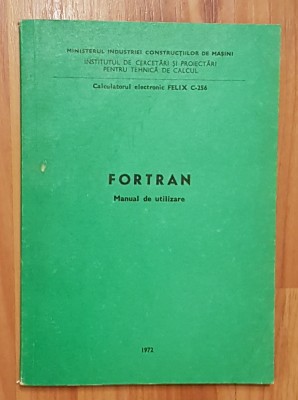 MINISTERUL INDUSTRIEI CONSTRUCȚIILOR DE MAȘINI
INSTITUTUL DE CERCETĂRI ȘI PROIECTĂRI
PENTRU TEHNICA DE CALCUL
Calculatorul electronic FELIX C-256
FORTRAN
Manual de utilizare
1972